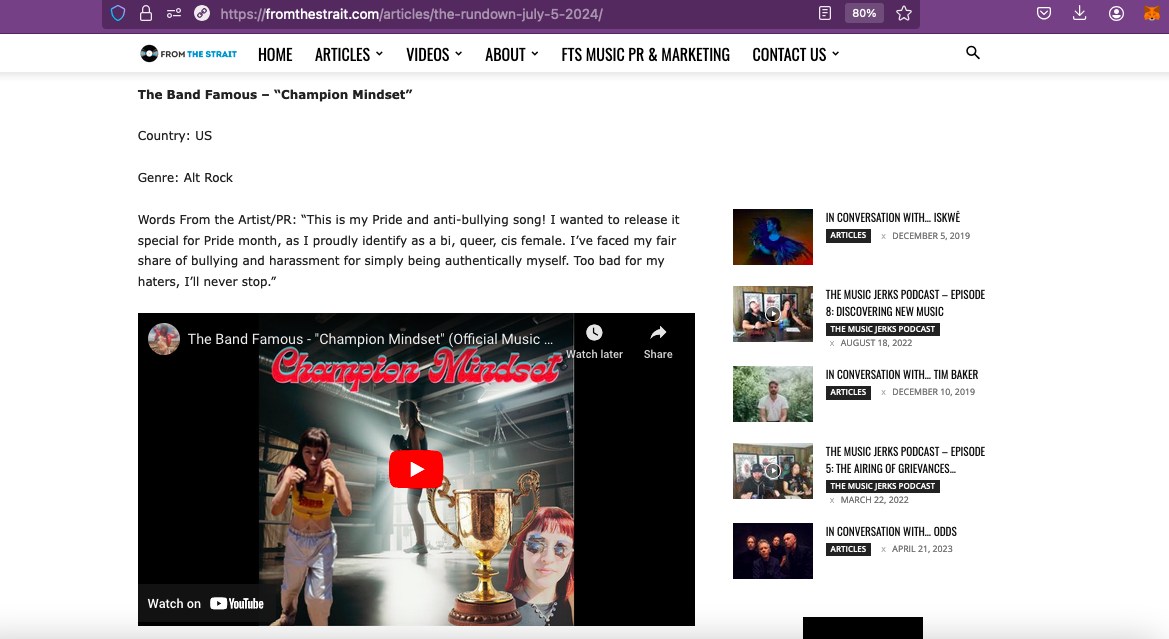 https://fromthestrait.com/articles/the-rundown-july-5-2024/
80%
FROM THE STRAIT
HOME
ARTICLES
VIDEOS
ABOUT
FTS MUSIC PR & MARKETING
CONTACT US
The Band Famous – “Champion Mindset”
Country: US
Genre: Alt Rock
Words From the Artist/PR: “This is my Pride and anti-bullying song! I wanted to release it
special for Pride month, as I proudly identify as a bi, queer, cis female. I’ve faced my fair
share of bullying and harassment for simply being authentically myself. Too bad for my
haters, I’ll never stop.”
The Band Famous - "Champion Mindset" (Official Music ...
Watch later
Share
Champion Mindset
Watch on YouTube
IN CONVERSATION WITH… ISKWĒ
ARTICLES x DECEMBER 5, 2019
THE MUSIC JERKS PODCAST – EPISODE
8: DISCOVERING NEW MUSIC
THE MUSIC JERKS PODCAST
x AUGUST 18, 2022
IN CONVERSATION WITH… TIM BAKER
ARTICLES x DECEMBER 10, 2019
THE MUSIC JERKS PODCAST – EPISODE
5: THE AIRING OF GRIEVANCES…
THE MUSIC JERKS PODCAST
x MARCH 22, 2022
IN CONVERSATION WITH… ODDS
ARTICLES x APRIL 21, 2023